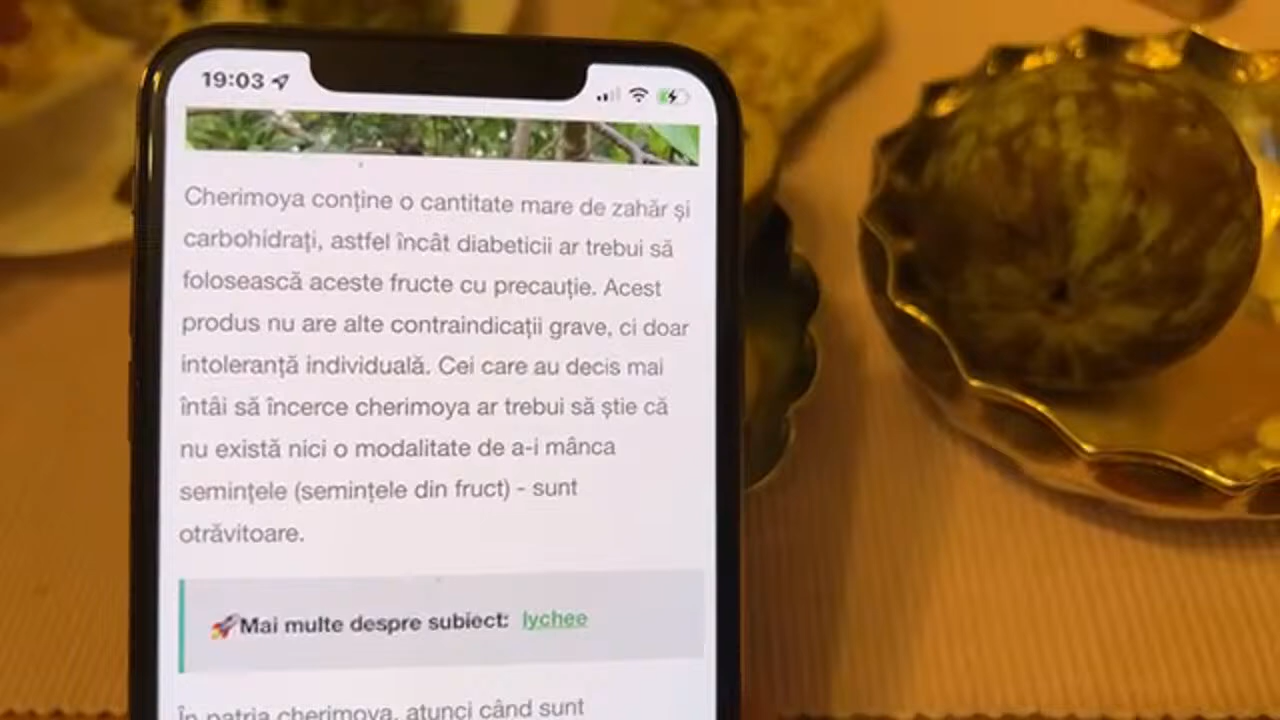 19:03
Cherimoya conține o cantitate mare de zahăr și
carbohidrați, astfel încât diabeticii ar trebui să
folosească aceste fructe cu precauție. Acest
produs nu are alte contraindicații grave, ci doar
intoleranță individuală. Cei care au decis mai
întâi să încerce cherimoya ar trebui să știe că
nu există nici o modalitate de a-i mânca
semințele (semințele din fruct) - sunt
otrăvitoare.
🚀Mai multe despre subiect: lychee
În patria cherimoya, atunci când sunt